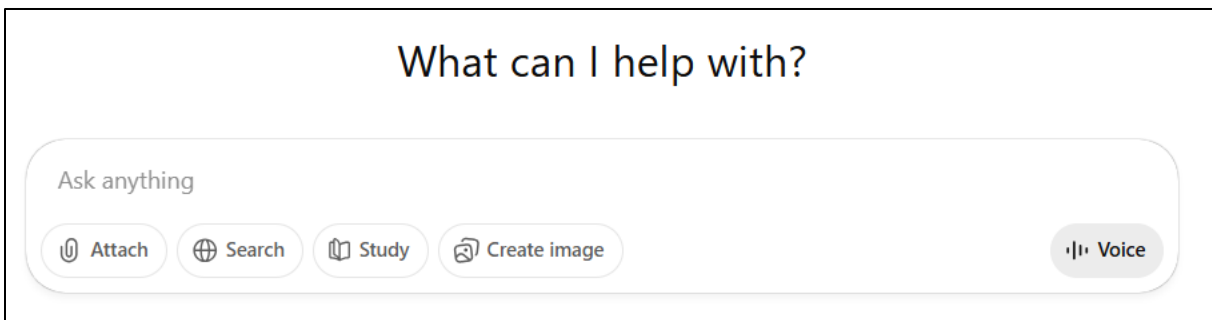 What can I help with?
Ask anything
Attach Search Study Create image Voice